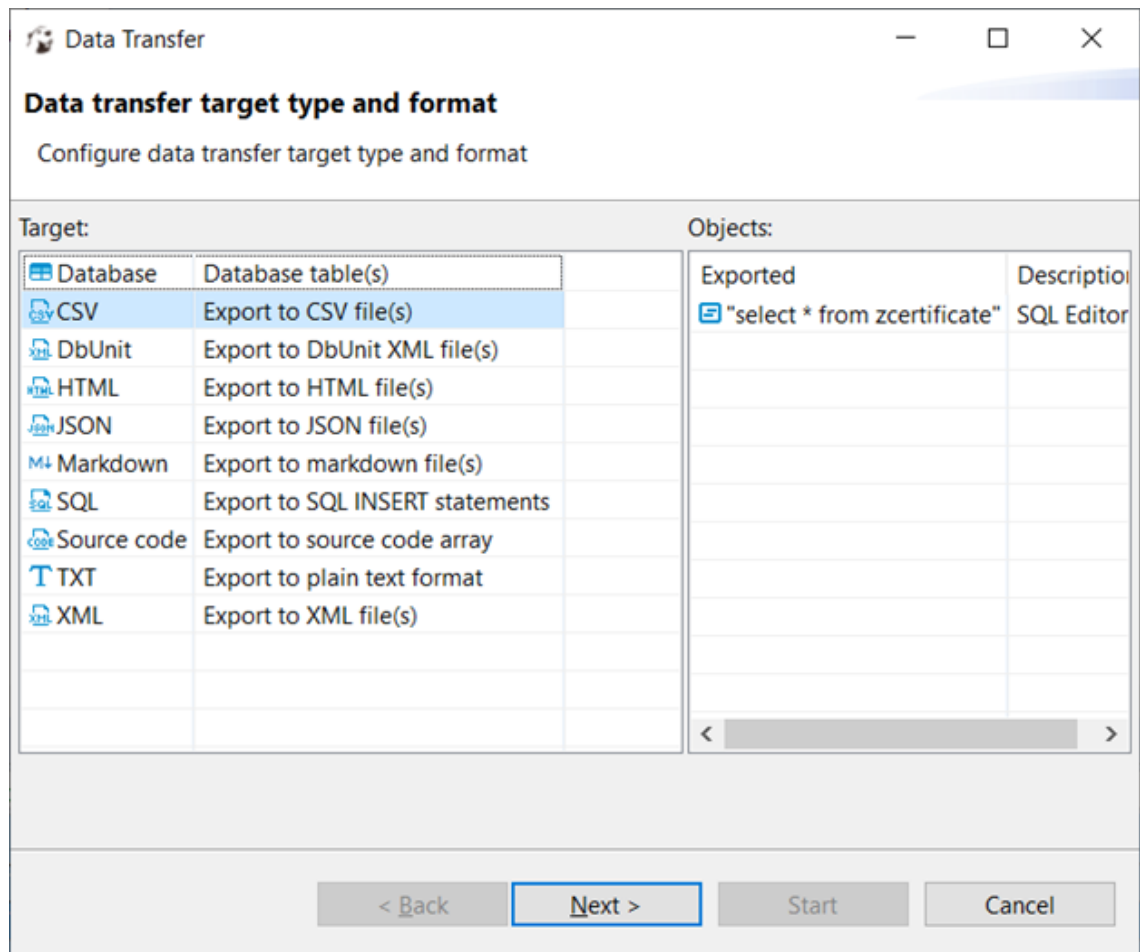 Data Transfer
Data transfer target type and format
Configure data transfer target type and format
Target:
Objects:
Database Database table(s)
CSV Export to CSV file(s)
DbUnit Export to DbUnit XML file(s)
HTML Export to HTML file(s)
JSON Export to JSON file(s)
Markdown Export to markdown file(s)
SQL Export to SQL INSERT statements
Source code Export to source code array
TXT Export to plain text format
XML Export to XML file(s)
Exported Description
"select * from zcertificate" SQL Editor
< Back Next > Start Cancel